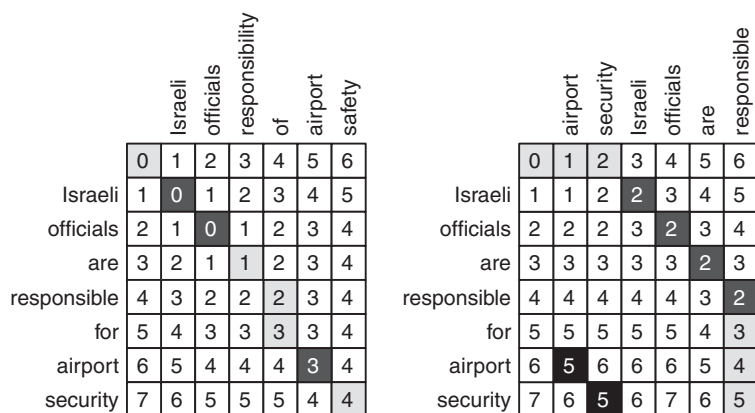 Israeli officials responsibility of airport safety
0 1 2 3 4 5 6
Israeli 1 0 1 2 3 4 5
officials 2 1 0 1 2 3 4
are 3 2 1 1 2 3 4
responsible 4 3 2 2 2 3 4
for 5 4 3 3 3 3 4
airport 6 5 4 4 4 3 4
security 7 6 5 5 5 4 4
airport security Israeli officials are responsible
0 1 2 3 4 5 6
Israeli 1 1 2 2 3 4 5
officials 2 2 2 3 2 3 4
are 3 3 3 3 3 2 3
responsible 4 4 4 4 4 3 2
for 5 5 5 5 5 4 3
airport 6 5 6 6 6 5 4
security 7 6 5 6 7 6 5